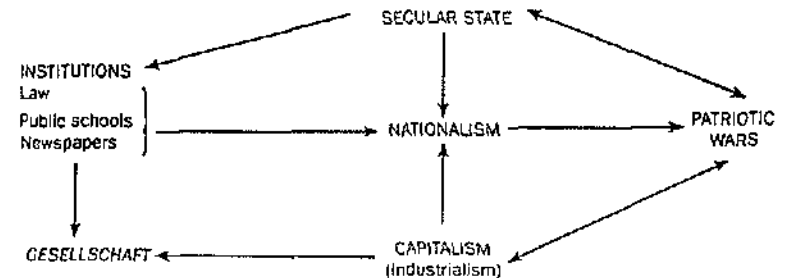 SECULAR STATE
INSTITUTIONS
Law
Public schools
Newspapers
NATIONALISM
PATRIOTIC
WARS
GESELLSCHAFT
CAPITALISM
(Industrialism)